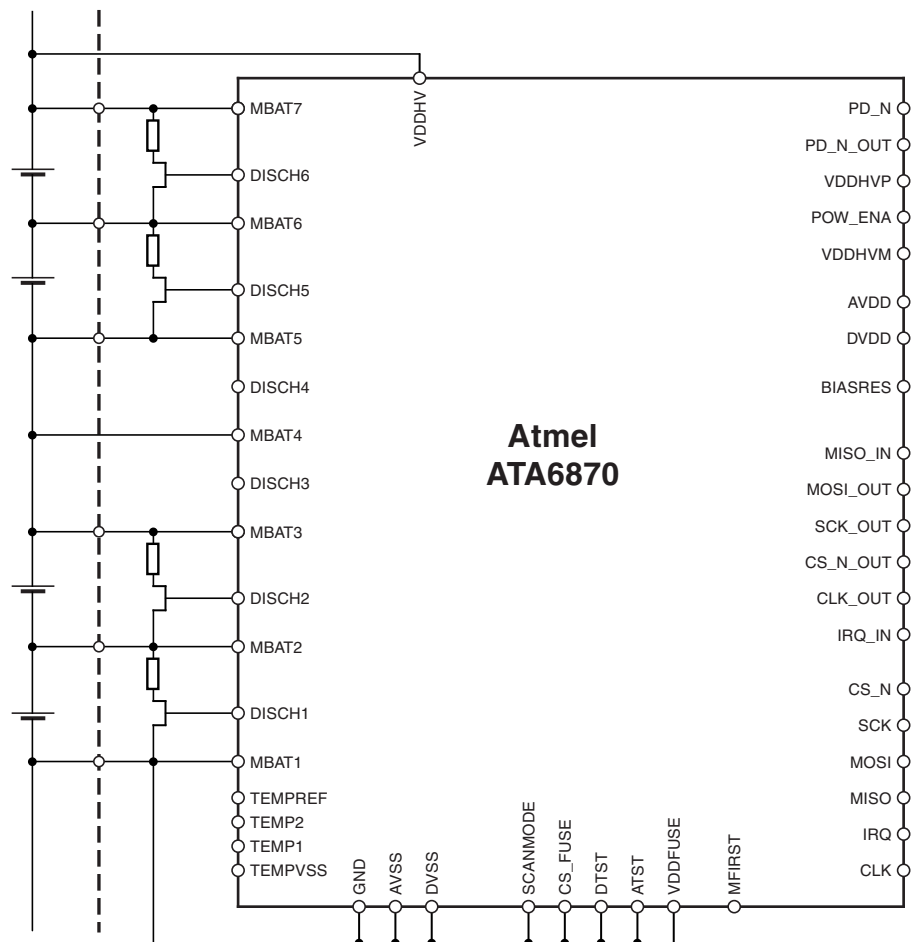 VDDHV
MBAT7
DISCH6
MBAT6
DISCH5
MBAT5
DISCH4
MBAT4
DISCH3
MBAT3
DISCH2
MBAT2
DISCH1
MBAT1
TEMPREF
TEMP2
TEMP1
TEMPVSS
Atmel
ATA6870
PD_N
PD_N_OUT
VDDHVP
POW_ENA
VDDHVM
AVDD
DVDD
BIASRES
MISO_IN
MOSI_OUT
SCK_OUT
CS_N_OUT
CLK_OUT
IRQ_IN
CS_N
SCK
MOSI
MISO
IRQ
CLK
GND
AVSS
DVSS
SCANMODE
CS_FUSE
DTST
ATST
VDDFUSE
MFIRST